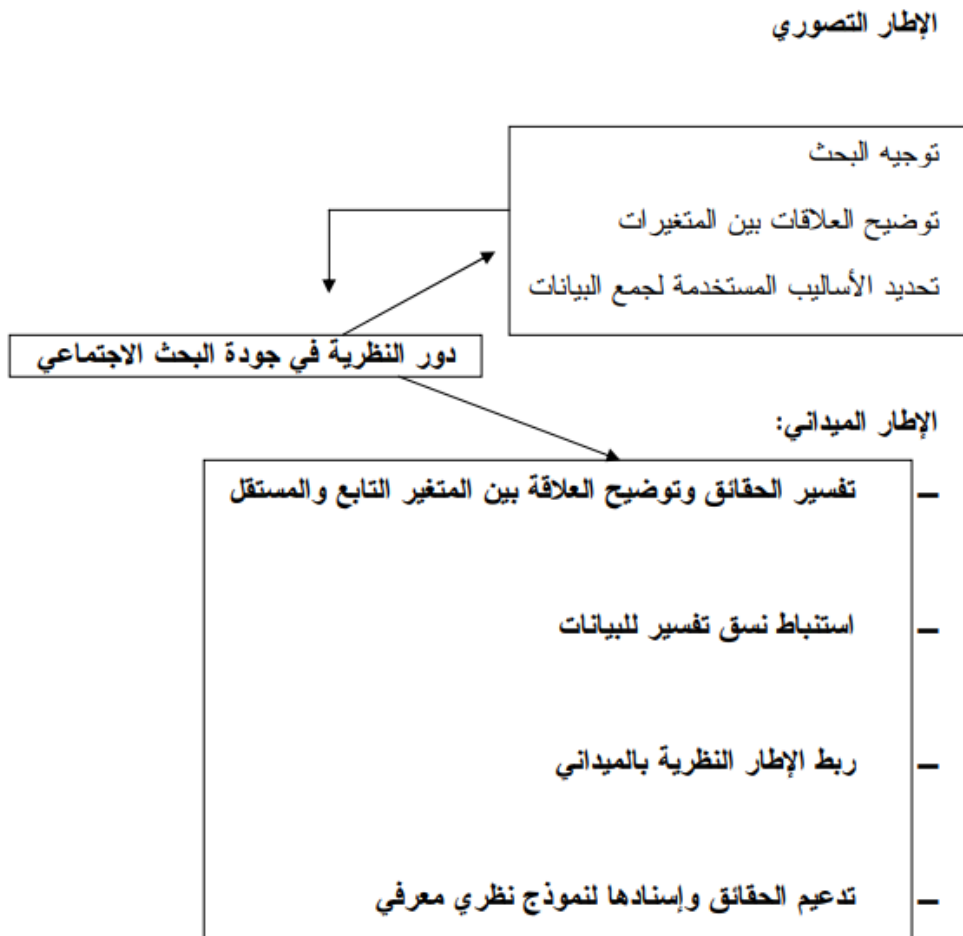 الإطار التصوري
توجيه البحث
توضيح العلاقات بين المتغيرات
تحديد الأساليب المستخدمة لجمع البيانات
دور النظرية في جودة البحث الاجتماعي
الإطار الميداني:
– تفسير الحقائق وتوضيح العلاقة بين المتغير التابع والمستقل
– استنباط نسق تفسير للبيانات
– ربط الإطار النظرية بالميداني
– تدعيم الحقائق وإسنادها لنموذج نظري معرفي